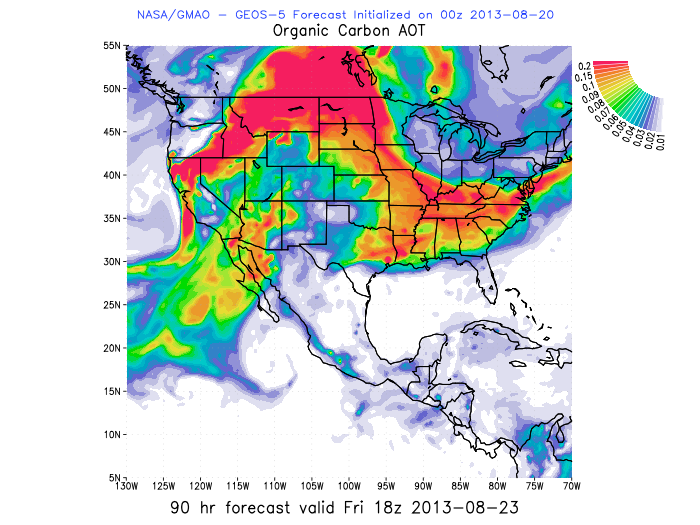 NASA/GMAO - GEOS-5 Forecast Initialized on 00z 2013-08-20
Organic Carbon AOT
55N
50N
45N
40N
35N
30N
25N
20N
15N
10N
5N
130W 125W 120W 115W 110W 105W 100W 95W 90W 85W 80W 75W 70W
0.2
0.15
0.1
0.09
0.08
0.07
0.06
0.05
0.04
0.03
0.02
0.01
90 hr forecast valid Fri 18z 2013-08-23